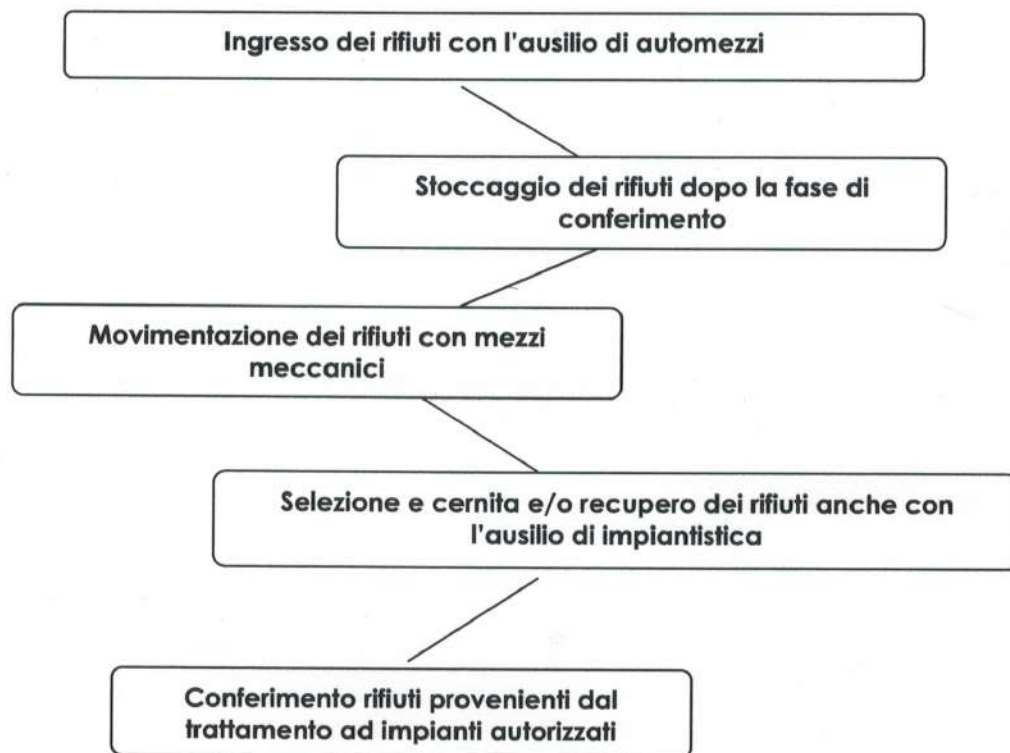 Ingresso dei rifiuti con l'ausilio di automezzi
Stoccaggio dei rifiuti dopo la fase di
conferimento
Movimentazione dei rifiuti con mezzi
meccanici
Selezione e cernita e/o recupero dei rifiuti anche con
l'ausilio di impiantistica
Conferimento rifiuti provenienti dal
trattamento ad impianti autorizzati